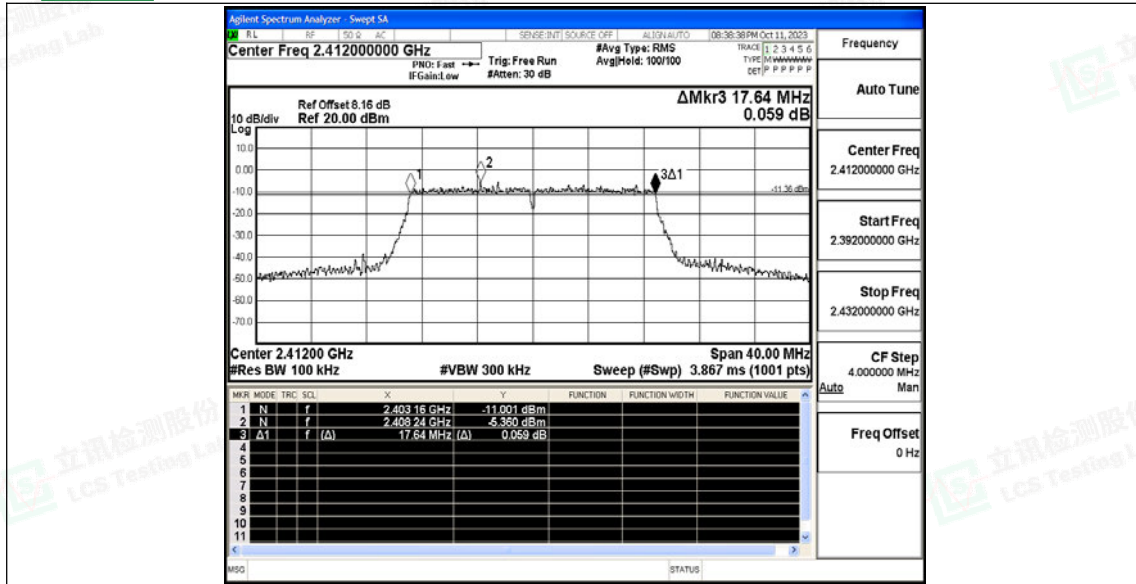 Agilent Spectrum Analyzer - Swept SA
RL RF 50 Ω AC SENSE:INT SOURCE OFF ALIGNAUTO 08:38:38PM Oct 11, 2023
Center Freq 2.412000000 GHz #Avg Type: RMS TRACE 1 2 3 4 5 6
PNO: Fast Trig: Free Run Avg|Hold: 100/100 TYPE M W W W W W
IFGain:Low #Atten: 30 dB DET P P P P P P
Ref Offset 8.16 dB ΔMkr3 17.64 MHz
10 dB/div Ref 20.00 dBm 0.059 dB
Log
10.0
0.00
-10.0
-20.0
-30.0
-40.0
-50.0
-60.0
-70.0
1
2
3Δ1
-11.36 dBm
Center 2.41200 GHz Span 40.00 MHz
#Res BW 100 kHz #VBW 300 kHz Sweep (#Swp) 3.867 ms (1001 pts)
MKR MODE TRC SCL X Y FUNCTION FUNCTION WIDTH FUNCTION VALUE
1 N f 2.403 16 GHz -11.001 dBm
2 N f 2.408 24 GHz -5.360 dBm
3 Δ1 f (Δ) 17.64 MHz (Δ) 0.059 dB
4
5
6
7
8
9
10
11
MSG STATUS
Frequency
Auto Tune
Center Freq
2.412000000 GHz
Start Freq
2.392000000 GHz
Stop Freq
2.432000000 GHz
CF Step
4.000000 MHz
Auto Man
Freq Offset
0 Hz
立讯检测股份
LCS Testing Lab
立讯检测股份
LCS Testing L